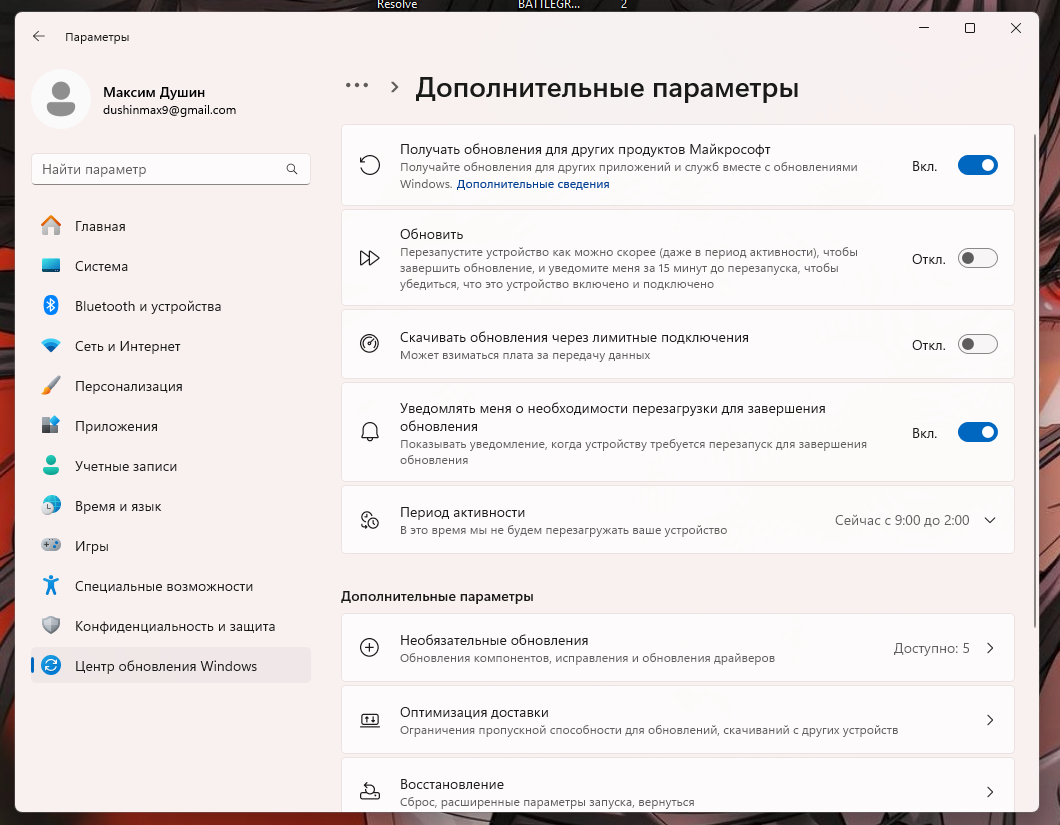 Resolve
BATTLEGR...
2
Параметры
Максим Душин
dushinmax9@gmail.com
Найти параметр
Главная
Система
Bluetooth и устройства
Сеть и Интернет
Персонализация
Приложения
Учетные записи
Время и язык
Игры
Специальные возможности
Конфиденциальность и защита
Центр обновления Windows
... > Дополнительные параметры
Получать обновления для других продуктов Майкрософт
Получайте обновления для других приложений и служб вместе с обновлениями
Windows. Дополнительные сведения
Вкл.
Обновить
Перезапустите устройство как можно скорее (даже в период активности), чтобы
завершить обновление, и уведомите меня за 15 минут до перезапуска, чтобы
убедиться, что это устройство включено и подключено
Откл.
Скачивать обновления через лимитные подключения
Может взиматься плата за передачу данных
Откл.
Уведомлять меня о необходимости перезагрузки для завершения
обновления
Показывать уведомление, когда устройству требуется перезапуск для завершения
обновления
Вкл.
Период активности
В это время мы не будем перезагружать ваше устройство
Сейчас с 9:00 до 2:00
Дополнительные параметры
Необязательные обновления
Обновления компонентов, исправления и обновления драйверов
Доступно: 5
Оптимизация доставки
Ограничения пропускной способности для обновлений, скачиваний с других устройств
Восстановление
Сброс, расширенные параметры запуска, вернуться